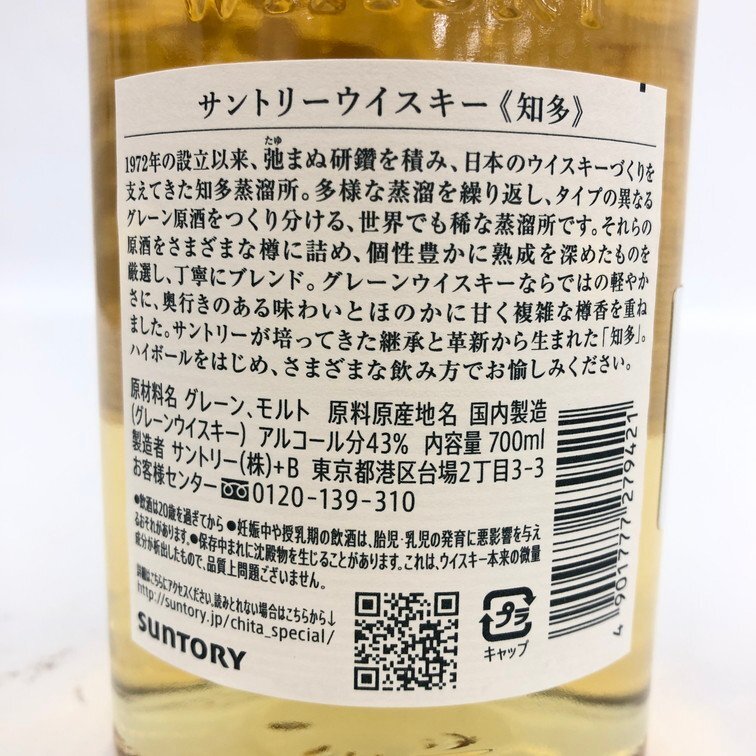 WHISKY
サントリーウイスキー《知多》
たゆ
1972年の設立以来、弛まぬ研鑽を積み、日本のウイスキーづくりを
支えてきた知多蒸溜所。多様な蒸溜を繰り返し、タイプの異なる
グレーン原酒をつくり分ける、世界でも稀な蒸溜所です。それらの
原酒をさまざまな樽に詰め、個性豊かに熟成を深めたものを
厳選し、丁寧にブレンド。グレーンウイスキーならではの軽やか
さに、奥行きのある味わいとほのかに甘く複雑な樽香を重ね
ました。サントリーが培ってきた継承と革新から生まれた「知多」。
ハイボールをはじめ、さまざまな飲み方でお愉しみください。
原材料名 グレーン、モルト 原料原産地名 国内製造
(グレーンウイスキー) アルコール分43% 内容量 700ml
製造者 サントリー(株)+B 東京都港区台場2丁目3-3
お客様センター 0120-139-310
●飲酒は20歳を過ぎてから ●妊娠中や授乳期の飲酒は、胎児・乳児の発育に悪影響を与え
るおそれがあります。●保存中まれに沈殿物を生じることがあります。これは、ウイスキー本来の微量
成分が析出したもので、品質上問題ございません。
詳細はこちらにアクセスください。読みとれない場合はこちらから↓
http://suntory.jp/chita_special/
SUNTORY
プラ
キャップ
4 901777 279421